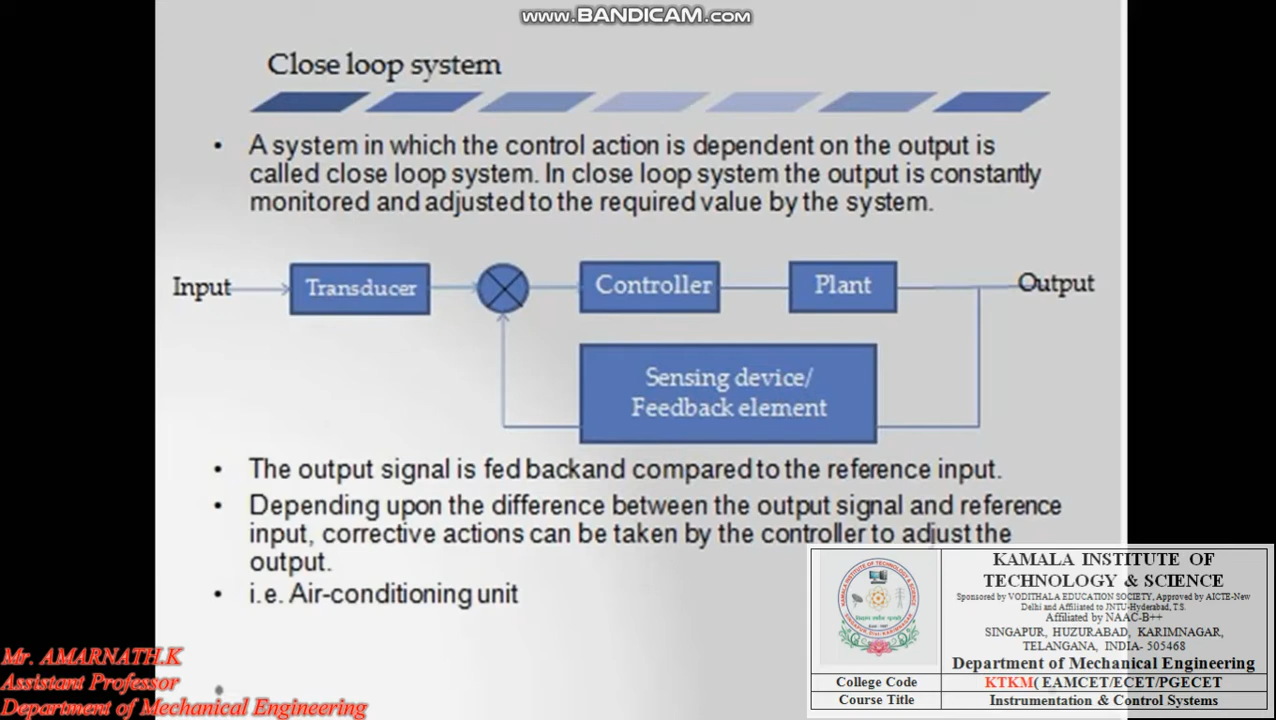 www.BANDICAM.com
Close loop system
• A system in which the control action is dependent on the output is
called close loop system. In close loop system the output is constantly
monitored and adjusted to the required value by the system.
Input
Transducer
Controller
Plant
Output
Sensing device/
Feedback element
• The output signal is fed backand compared to the reference input.
• Depending upon the difference between the output signal and reference
input, corrective actions can be taken by the controller to adjust the
output.
• i.e. Air-conditioning unit
KAMALA INSTITUTE OF
TECHNOLOGY & SCIENCE
Sponsored by VODITHALA EDUCATION SOCIETY, Approved by AICTE-New
Delhi and Affiliated to JNTU-Hyderabad, T.S.
Affiliated by NAAC-B++
SINGAPUR, HUZURABAD, KARIMNAGAR,
TELANGANA, INDIA- 505468
Department of Mechanical Engineering
College Code
KTKM( EAMCET/ECET/PGECET
Course Title
Instrumentation & Control Systems
Mr. AMARNATH.K
Assistant Professor
Department of Mechanical Engineering